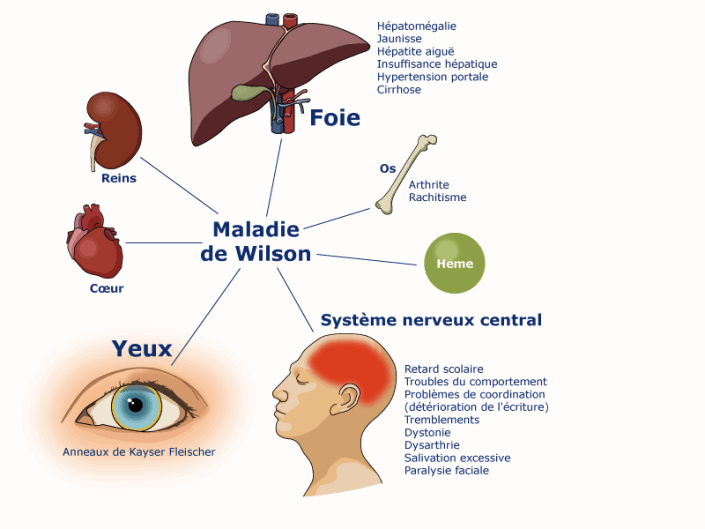 Hépatomégalie
Jaunisse
Hépatite aiguë
Insuffisance hépatique
Hypertension portale
Cirrhose
Foie
Reins
Os
Arthrite
Rachitisme
Maladie
de Wilson
Heme
Cœur
Système nerveux central
Yeux
Retard scolaire
Troubles du comportement
Problèmes de coordination
(détérioration de l'écriture)
Tremblements
Dystonie
Dysarthrie
Salivation excessive
Paralysie faciale
Anneaux de Kayser Fleischer